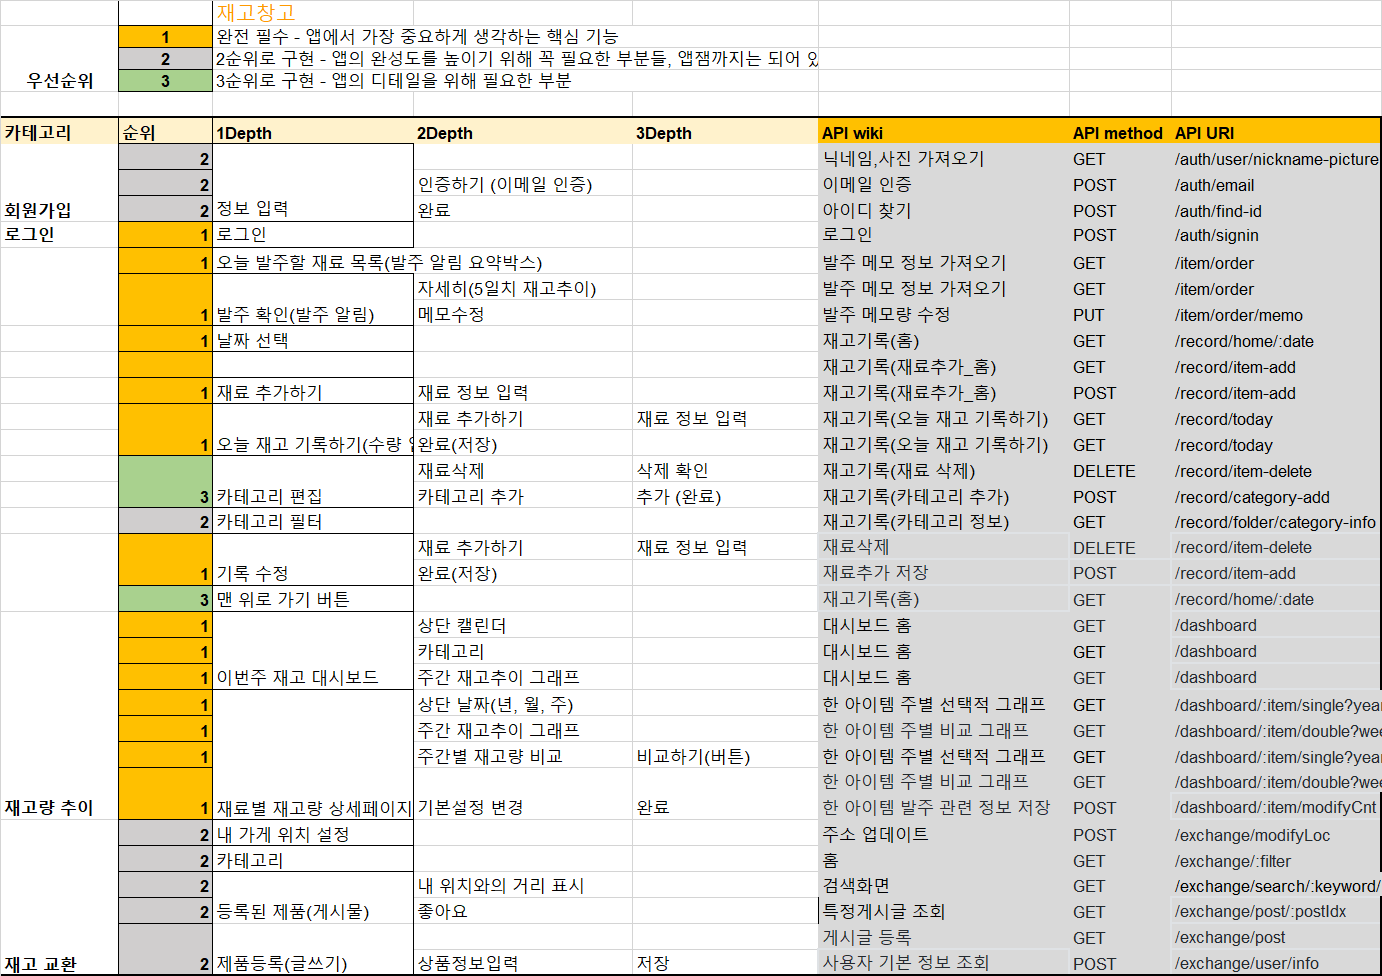 재고창고
1 완전 필수 - 앱에서 가장 중요하게 생각하는 핵심 기능
2 2순위로 구현 - 앱의 완성도를 높이기 위해 꼭 필요한 부분들, 앱잼까지는 되어
우선순위 3 3순위로 구현 - 앱의 디테일을 위해 필요한 부분
카테고리 순위 1Depth 2Depth 3Depth API wiki API method API URI
2 닉네임,사진 가져오기 GET /auth/user/nickname-picture
2 인증하기 (이메일 인증) 이메일 인증 POST /auth/email
회원가입 2 정보 입력 완료 아이디 찾기 POST /auth/find-id
로그인 1 로그인 로그인 POST /auth/signin
1 오늘 발주할 재료 목록(발주 알림 요약박스) 발주 메모 정보 가져오기 GET /item/order
자세히(5일치 재고추이) 발주 메모 정보 가져오기 GET /item/order
1 발주 확인(발주 알림) 메모수정 발주 메모량 수정 PUT /item/order/memo
1 날짜 선택 재고기록(홈) GET /record/home/:date
재고기록(재료추가_홈) GET /record/item-add
1 재료 추가하기 재료 정보 입력 재고기록(재료추가_홈) POST /record/item-add
재료 추가하기 재료 정보 입력 재고기록(오늘 재고 기록하기) GET /record/today
1 오늘 재고 기록하기(수량 완료(저장) 재고기록(오늘 재고 기록하기) GET /record/today
재료삭제 삭제 확인 재고기록(재료 삭제) DELETE /record/item-delete
3 카테고리 편집 카테고리 추가 추가 (완료) 재고기록(카테고리 추가) POST /record/category-add
2 카테고리 필터 재고기록(카테고리 정보) GET /record/folder/category-info
재료 추가하기 재료 정보 입력 재료삭제 DELETE /record/item-delete
1 기록 수정 완료(저장) 재료추가 저장 POST /record/item-add
3 맨 위로 가기 버튼 재고기록(홈) GET /record/home/:date
1 상단 캘린더 대시보드 홈 GET /dashboard
1 카테고리 대시보드 홈 GET /dashboard
1 이번주 재고 대시보드 주간 재고추이 그래프 대시보드 홈 GET /dashboard
1 상단 날짜(년, 월, 주) 한 아이템 주별 선택적 그래프 GET /dashboard/:item/single?year
1 주간 재고추이 그래프 한 아이템 주별 비교 그래프 GET /dashboard/:item/double?wee
1 주간별 재고량 비교 비교하기(버튼) 한 아이템 주별 선택적 그래프 GET /dashboard/:item/single?year
한 아이템 주별 비교 그래프 GET /dashboard/:item/double?wee
재고량 추이 1 재료별 재고량 상세페이지 기본설정 변경 완료 한 아이템 발주 관련 정보 저장 POST /dashboard/:item/modifyCnt
2 내 가게 위치 설정 주소 업데이트 POST /exchange/modifyLoc
2 카테고리 홈 GET /exchange/:filter
2 내 위치와의 거리 표시 검색화면 GET /exchange/search/:keyword/
2 등록된 제품(게시물) 좋아요 특정게시글 조회 GET /exchange/post/:postIdx
게시글 등록 GET /exchange/post
재고 교환 2 제품등록(글쓰기) 상품정보입력 저장 사용자 기본 정보 조회 POST /exchange/user/info